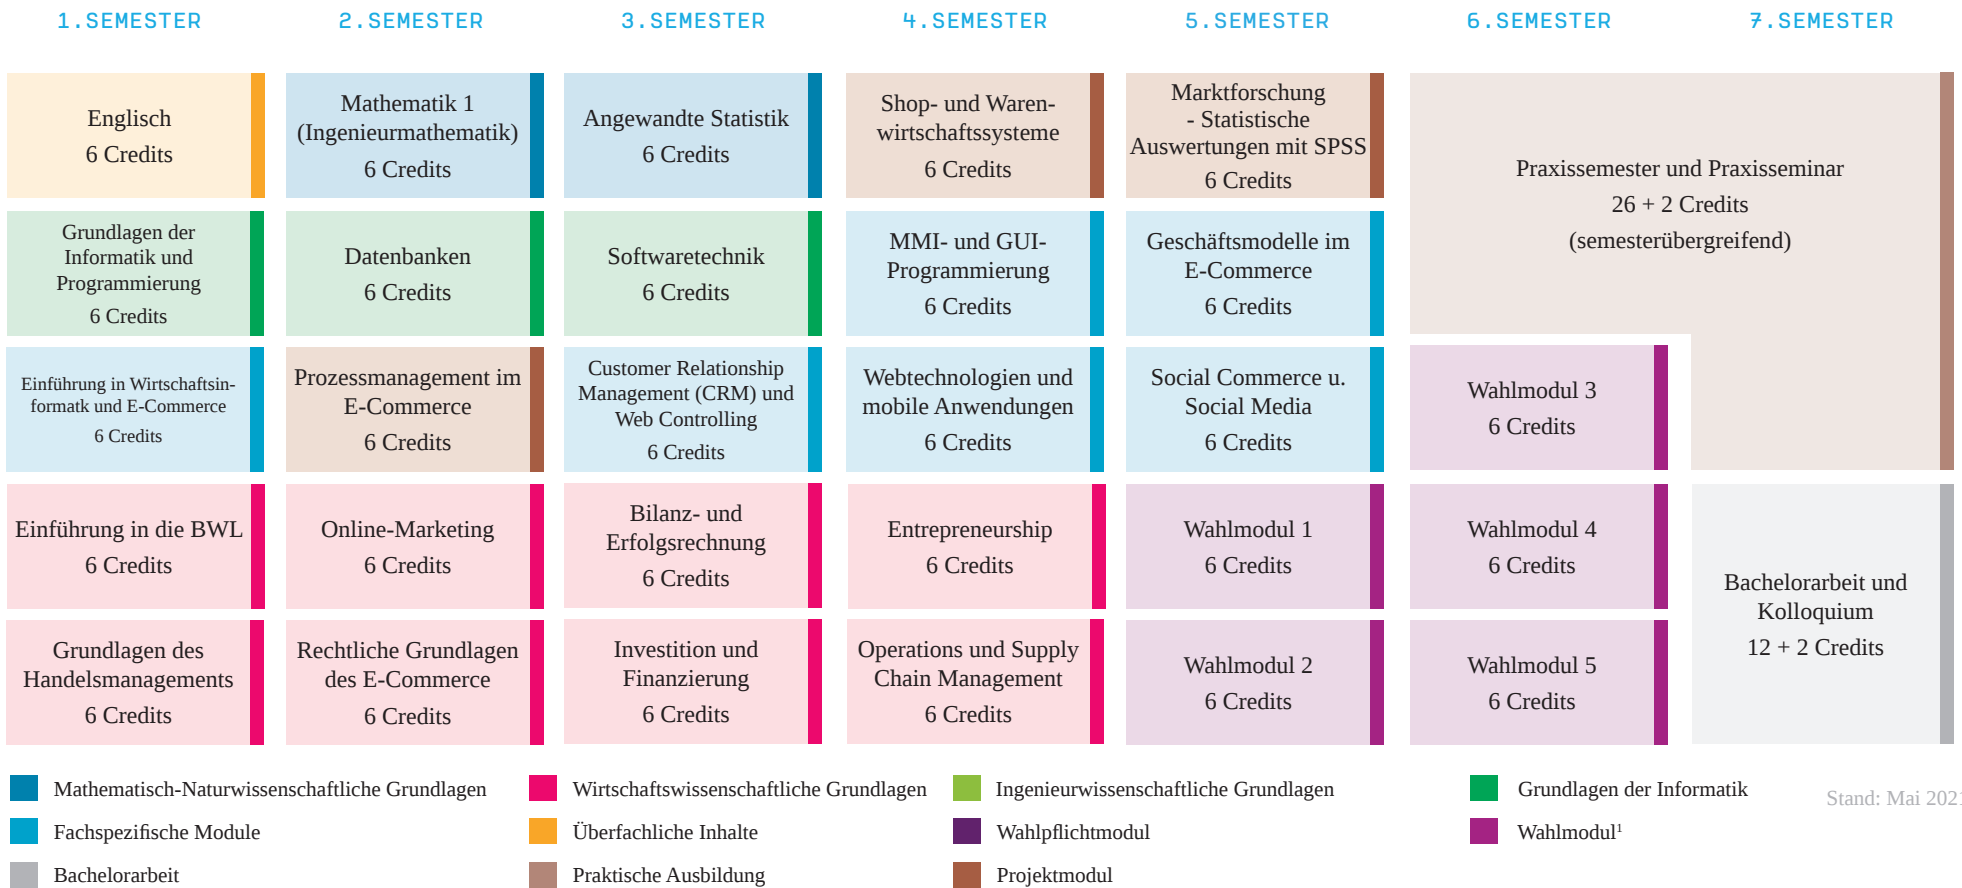 1.SEMESTER
2.SEMESTER
3.SEMESTER
4.SEMESTER
5.SEMESTER
6.SEMESTER
7.SEMESTER
Englisch
6 Credits
Mathematik 1
(Ingenieurmathematik)
6 Credits
Angewandte Statistik
6 Credits
Shop- und Waren-
wirtschaftssysteme
6 Credits
Marktforschung
- Statistische
Auswertungen mit SPSS
6 Credits
Praxissemester und Praxisseminar
26 + 2 Credits
(semesterübergreifend)
Grundlagen der
Informatik und
Programmierung
6 Credits
Datenbanken
6 Credits
Softwaretechnik
6 Credits
MMI- und GUI-
Programmierung
6 Credits
Geschäftsmodelle im
E-Commerce
6 Credits
Einführung in Wirtschaftsin-
formatk und E-Commerce
6 Credits
Prozessmanagement im
E-Commerce
6 Credits
Customer Relationship
Management (CRM) und
Web Controlling
6 Credits
Webtechnologien und
mobile Anwendungen
6 Credits
Social Commerce u.
Social Media
6 Credits
Wahlmodul 3
6 Credits
Einführung in die BWL
6 Credits
Online-Marketing
6 Credits
Bilanz- und
Erfolgsrechnung
6 Credits
Entrepreneurship
6 Credits
Wahlmodul 1
6 Credits
Wahlmodul 4
6 Credits
Bachelorarbeit und
Kolloquium
12 + 2 Credits
Grundlagen des
Handelsmanagements
6 Credits
Rechtliche Grundlagen
des E-Commerce
6 Credits
Investition und
Finanzierung
6 Credits
Operations und Supply
Chain Management
6 Credits
Wahlmodul 2
6 Credits
Wahlmodul 5
6 Credits
Mathematisch-Naturwissenschaftliche Grundlagen
Wirtschaftswissenschaftliche Grundlagen
Ingenieurwissenschaftliche Grundlagen
Grundlagen der Informatik
Stand: Mai 2021
Fachspezifische Module
Überfachliche Inhalte
Wahlpflichtmodul
Wahlmodul¹
Bachelorarbeit
Praktische Ausbildung
Projektmodul